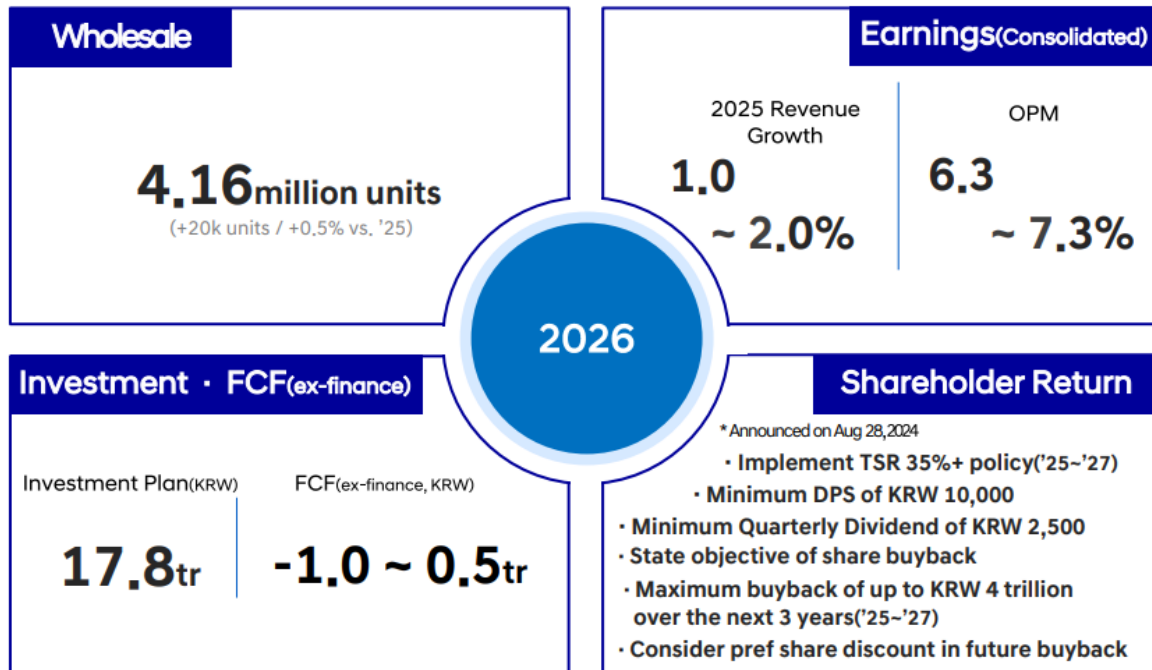 Wholesale
4.16million units
(+20k units / +0.5% vs. ’25)
Earnings(Consolidated)
2025 Revenue
Growth
1.0
~ 2.0%
OPM
6.3
~ 7.3%
2026
Investment · FCF(ex-finance)
Investment Plan(KRW)
17.8tr
FCF(ex-finance, KRW)
-1.0 ~ 0.5tr
Shareholder Return
* Announced on Aug 28,2024
· Implement TSR 35%+ policy(’25~’27)
· Minimum DPS of KRW 10,000
· Minimum Quarterly Dividend of KRW 2,500
· State objective of share buyback
· Maximum buyback of up to KRW 4 trillion
over the next 3 years(’25~’27)
· Consider pref share discount in future buyback